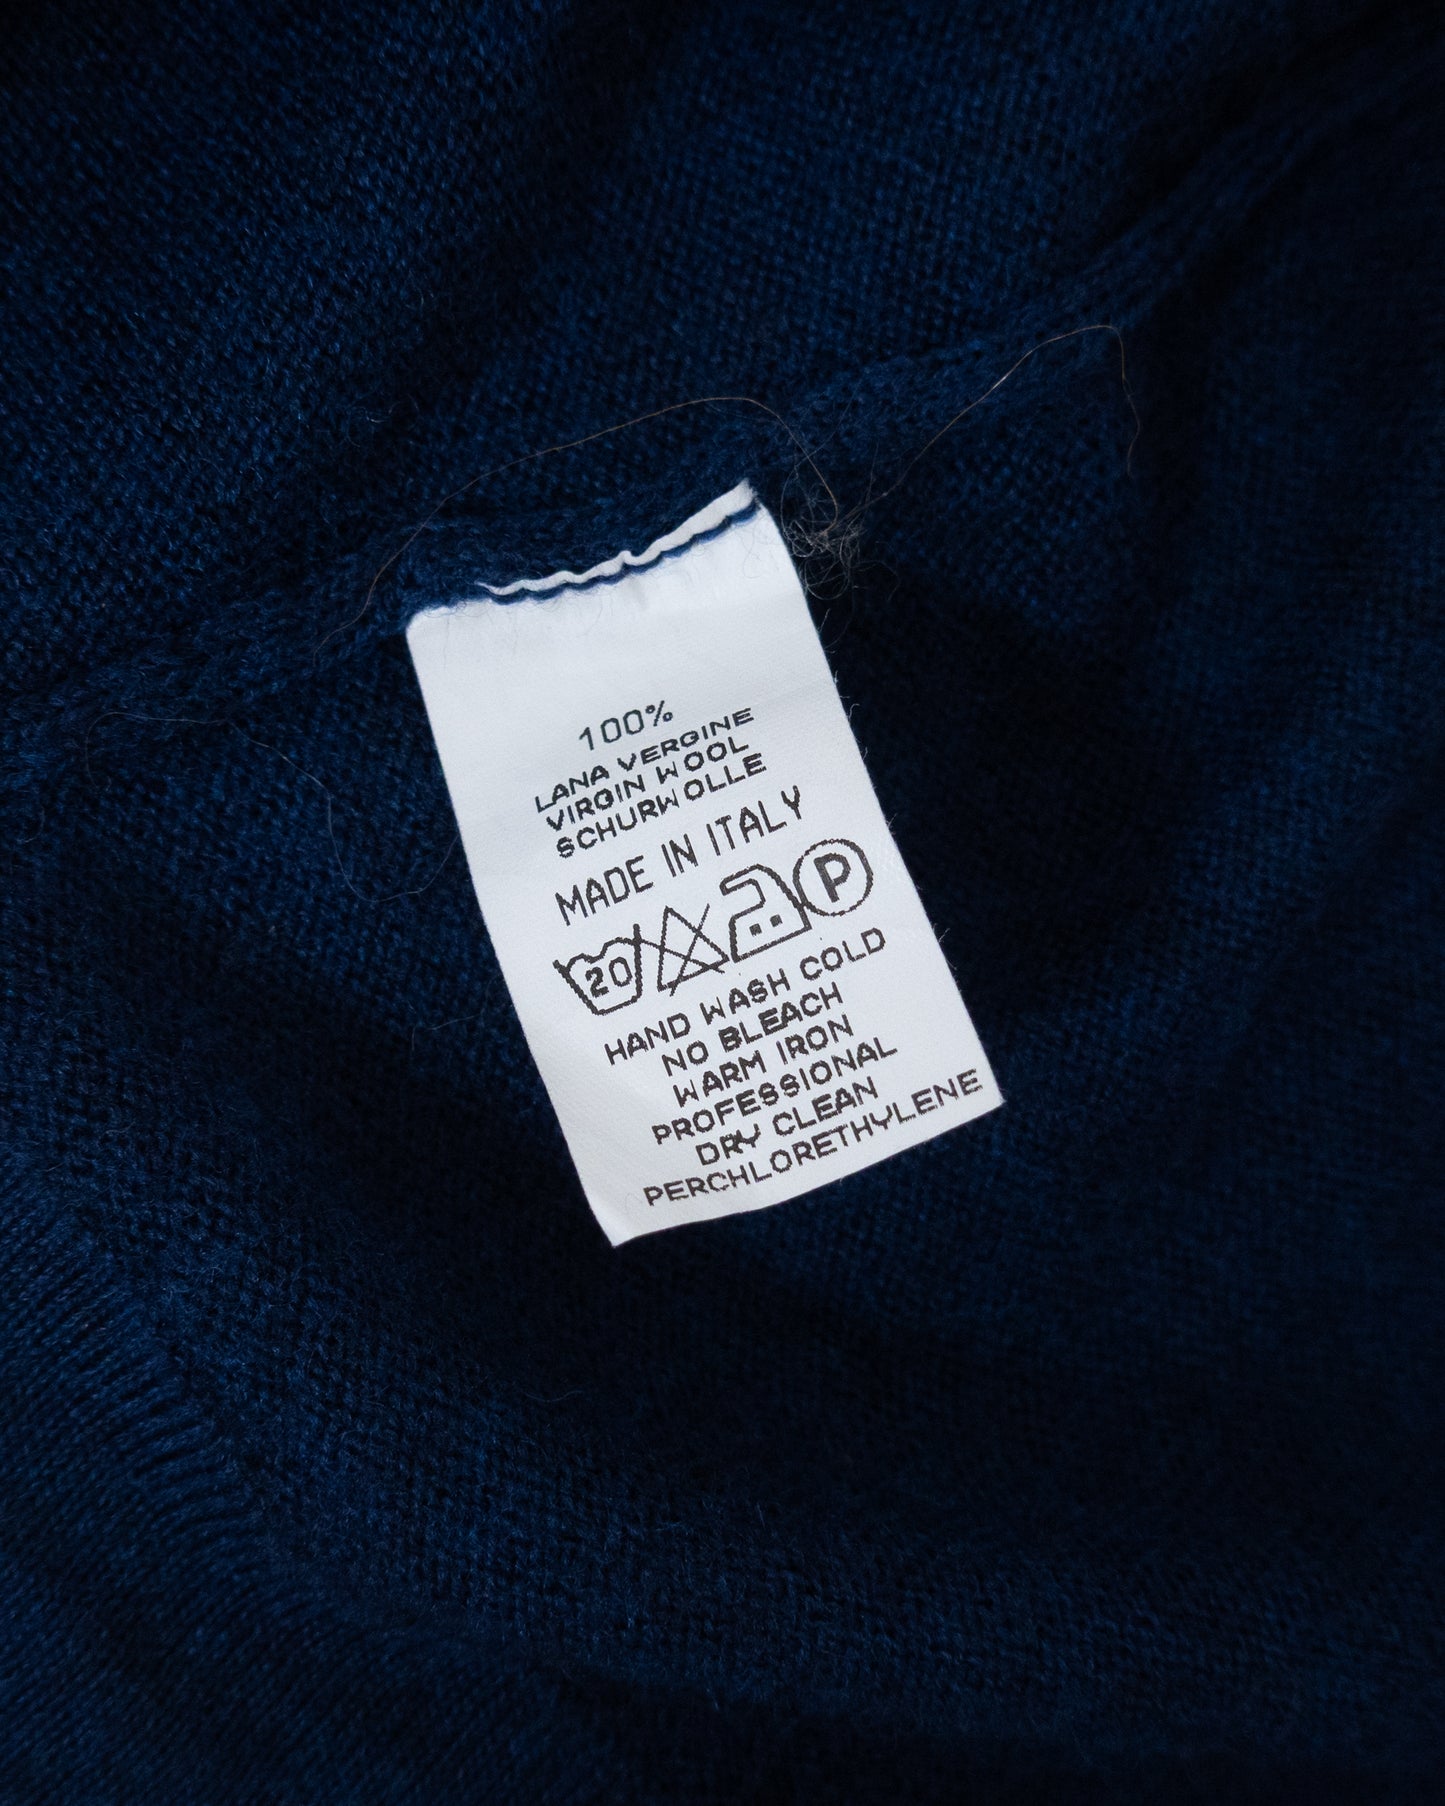 100%
LANA VERGINE
VIRGIN WOOL
SCHURWOLLE
MADE IN ITALY
20 P
HAND WASH COLD
NO BLEACH
WARM IRON
PROFESSIONAL
DRY CLEAN
PERCHLORETHYLENE